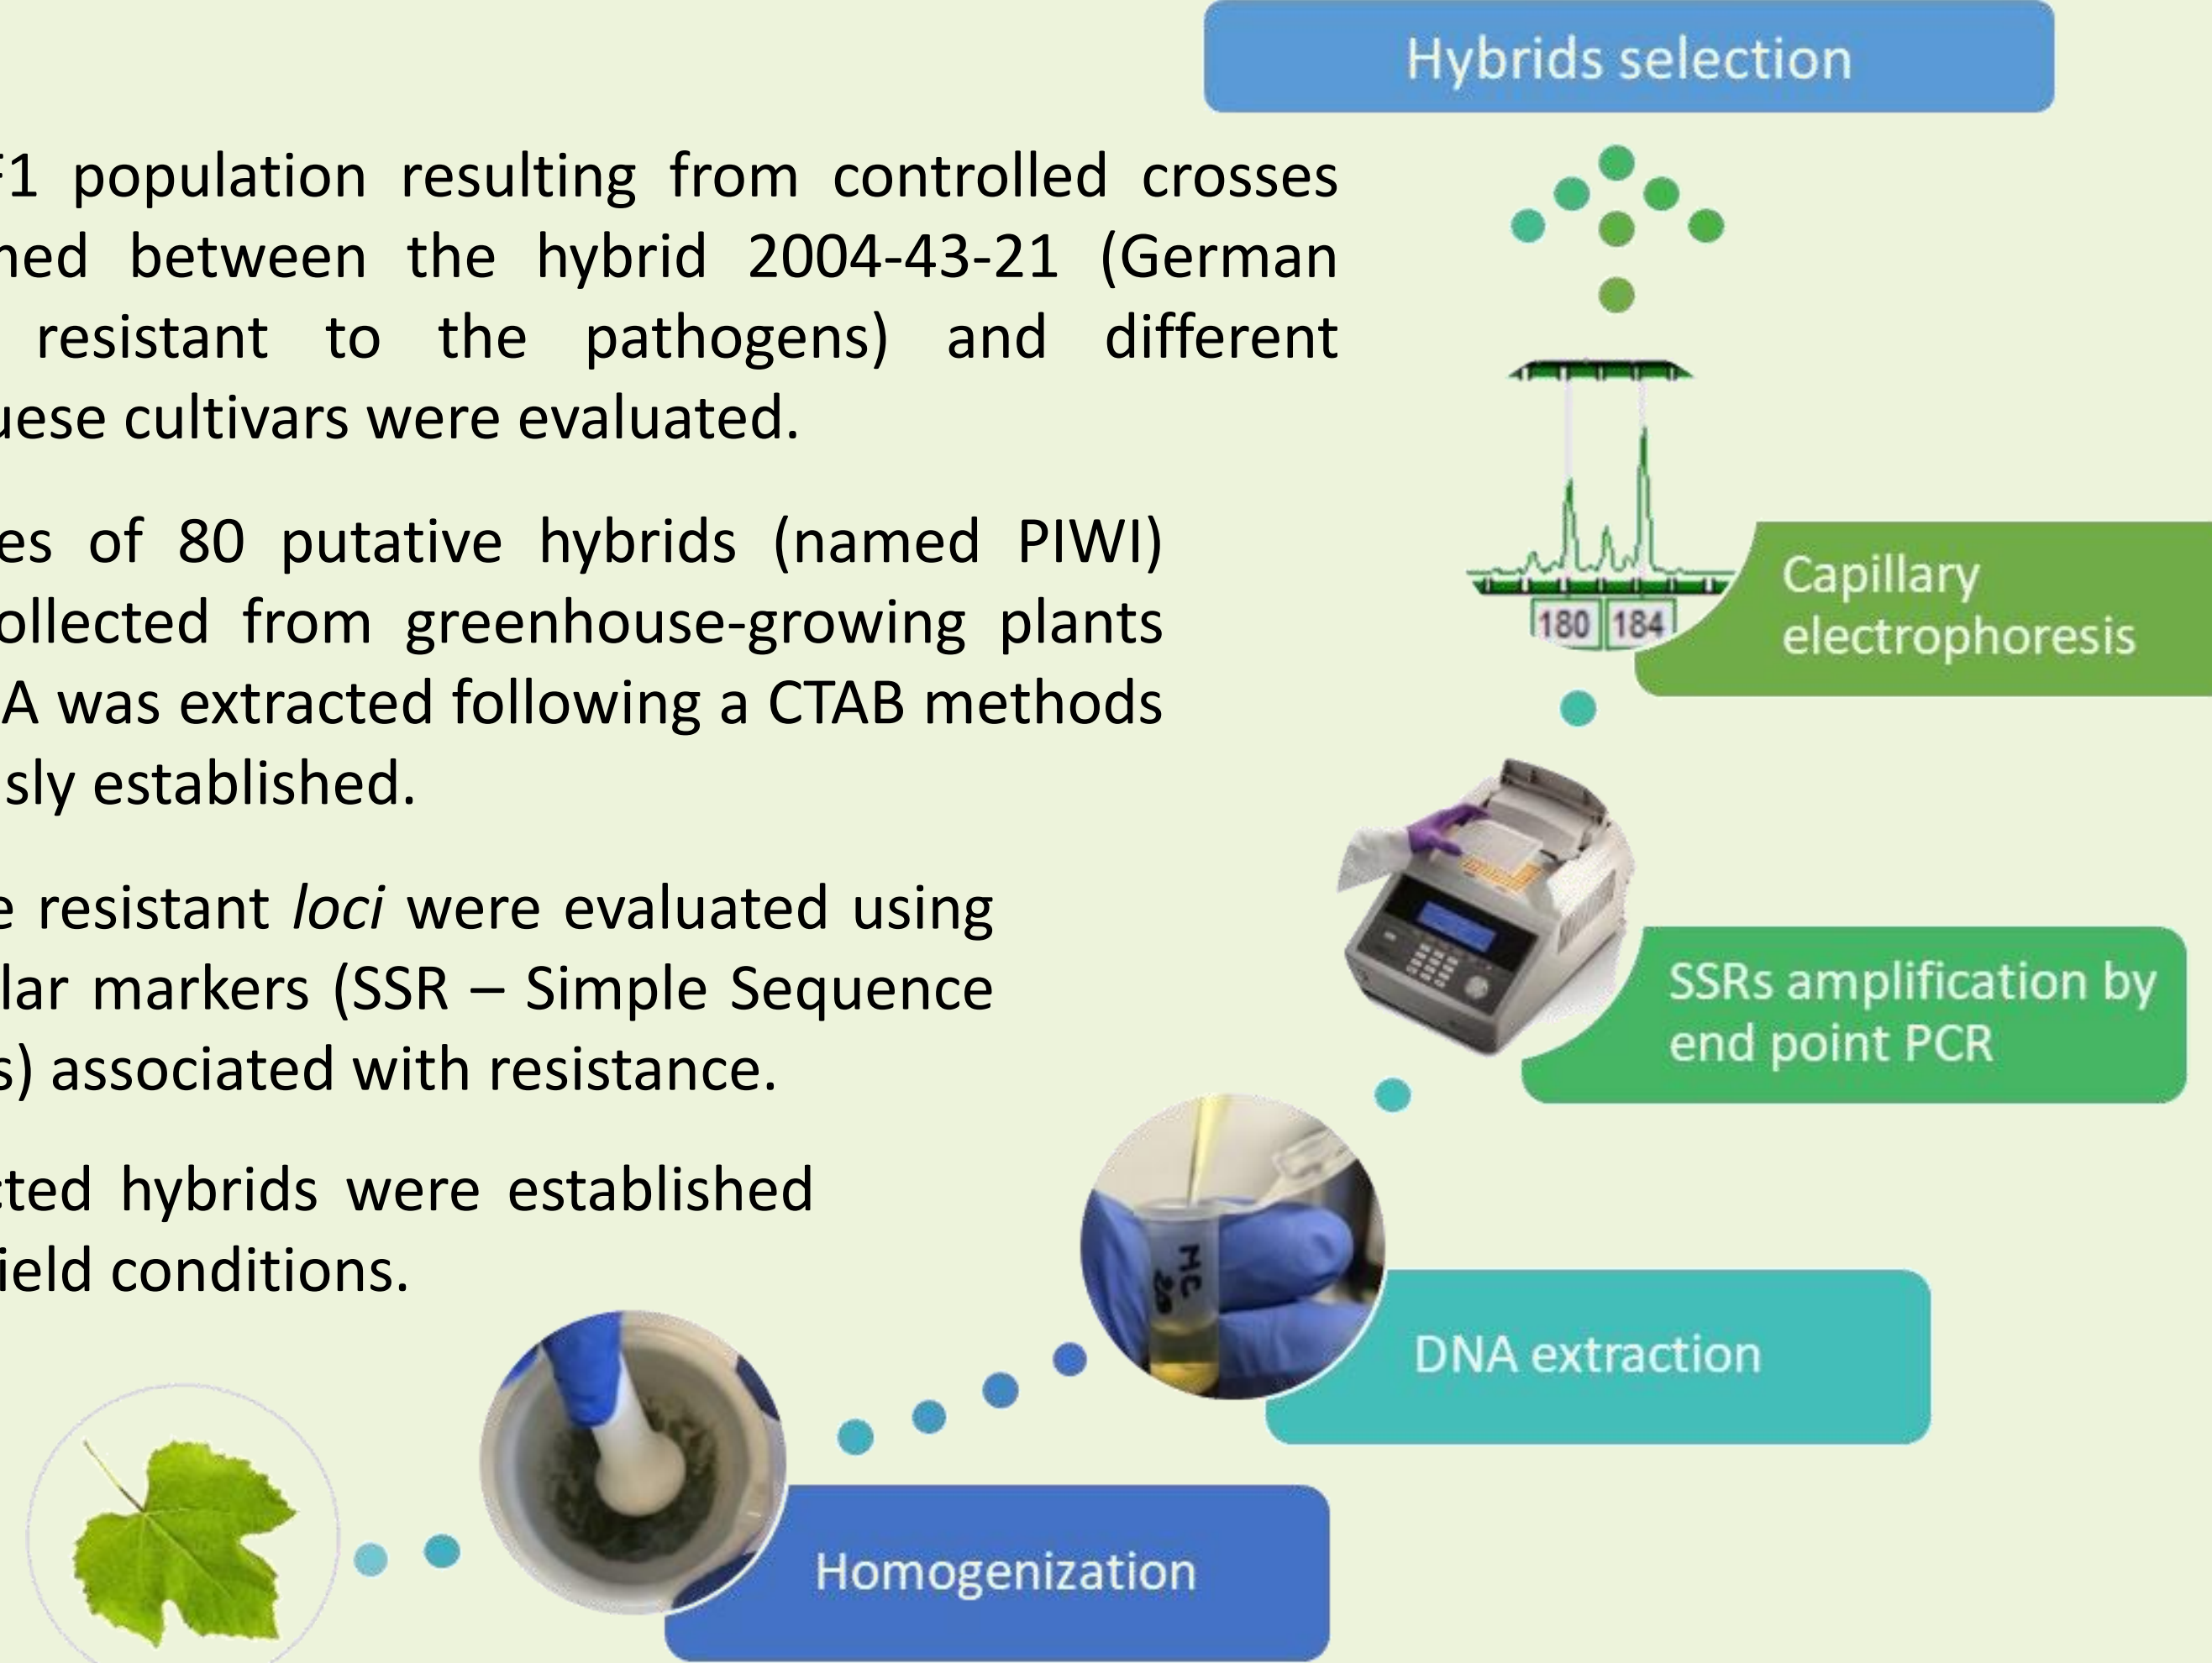 Hybrids selection
F1 population resulting from controlled crosses
med between the hybrid 2004-43-21 (German
resistant to the pathogens) and different
uese cultivars were evaluated.
es of 80 putative hybrids (named PIWI)
ollected from greenhouse-growing plants
A was extracted following a CTAB methods
sly established.
e resistant loci were evaluated using
lar markers (SSR – Simple Sequence
s) associated with resistance.
cted hybrids were established
ield conditions.
180 184
Capillary
electrophoresis
SSRs amplification by
end point PCR
MC
DNA extraction
Homogenization